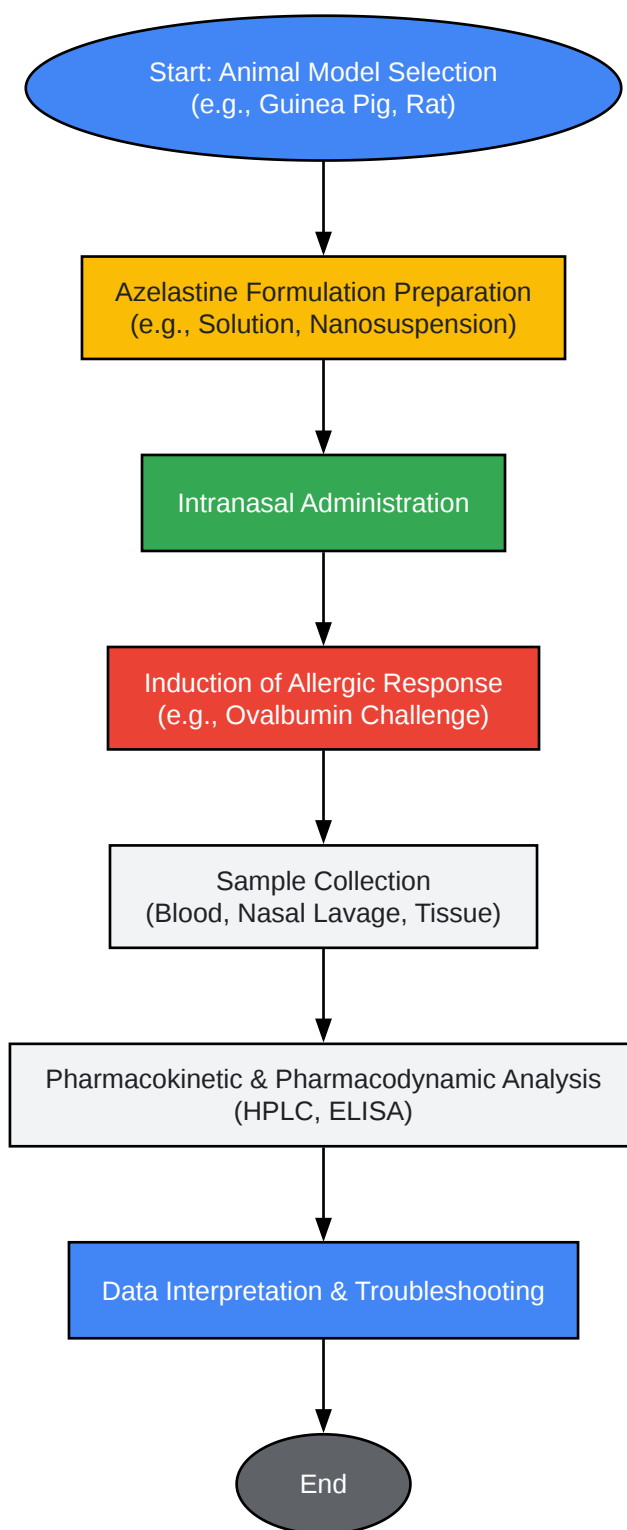 Start: Animal Model Selection
(e.g., Guinea Pig, Rat)
Azelastine Formulation Preparation
(e.g., Solution, Nanosuspension)
Intranasal Administration
Induction of Allergic Response
(e.g., Ovalbumin Challenge)
Sample Collection
(Blood, Nasal Lavage, Tissue)
Pharmacokinetic & Pharmacodynamic Analysis
(HPLC, ELISA)
Data Interpretation & Troubleshooting
End